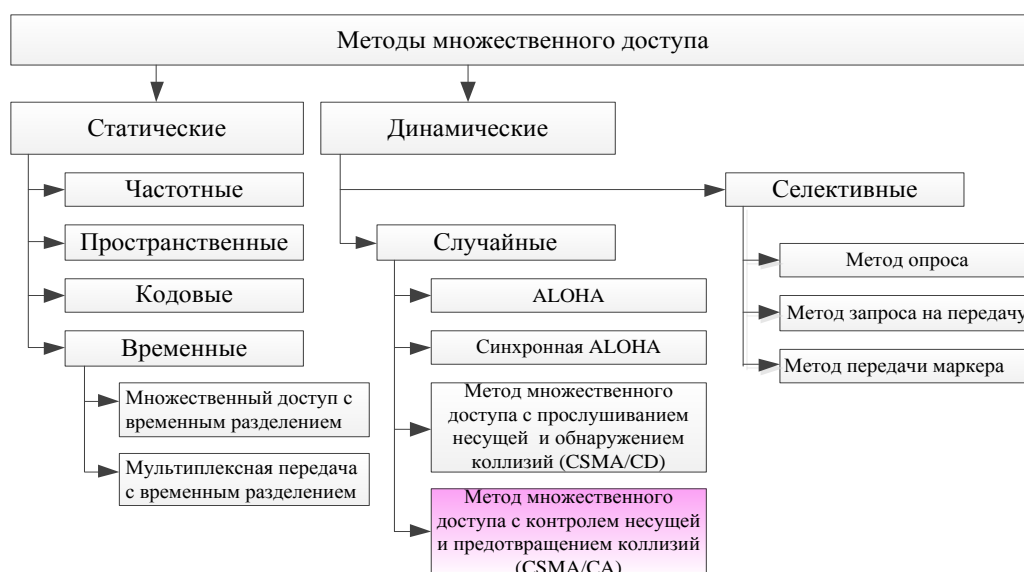 Методы множественного доступа
Статические
Динамические
Частотные
Пространственные
Кодовые
Временные
Множественный доступ с
временным разделением
Мультиплексная передача
с временным разделением
Случайные
ALOHA
Синхронная ALOHA
Метод множественного
доступа с прослушиванием
несущей и обнаружением
коллизий (CSMA/CD)
Метод множественного
доступа с контролем несущей
и предотвращением коллизий
(CSMA/CA)
Селективные
Метод опроса
Метод запроса на передачу
Метод передачи маркера